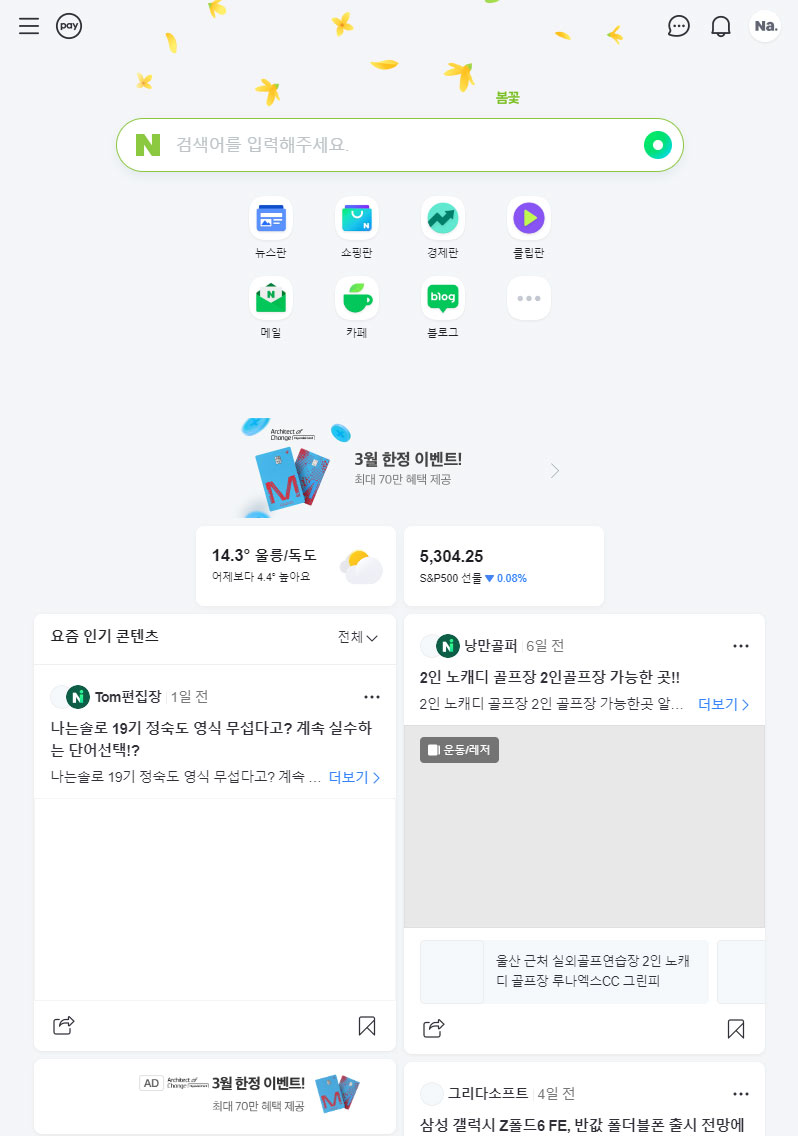 pay
Na.
봄꽃
N 검색어를 입력해주세요.
뉴스판
쇼핑판
경제판
클립판
메일
카페
blog
블로그
Architect of
Change
3월 한정 이벤트!
최대 70만 혜택 제공
14.3° 울릉/독도
어제보다 4.4° 높아요
5,304.25
S&P500 선물 ▼ 0.08%
요즘 인기 콘텐츠
전체
Tom편집장 1일 전
나는솔로 19기 정숙도 영식 무섭다고? 계속 실수하
는 단어선택!?
나는솔로 19기 정숙도 영식 무섭다고? 계속 ... 더보기
낭만골퍼 6일 전
2인 노캐디 골프장 2인골프장 가능한 곳!!
2인 노캐디 골프장 2인 골프장 가능한곳 알... 더보기
운동/레저
울산 근처 실외골프연습장 2인 노캐
디 골프장 루나엑스CC 그린피
AD
Architect of
Change
3월 한정 이벤트!
최대 70만 혜택 제공
그리다소프트 4일 전
삼성 갤럭시 Z폴드6 FE, 반값 폴더블폰 출시 전망에